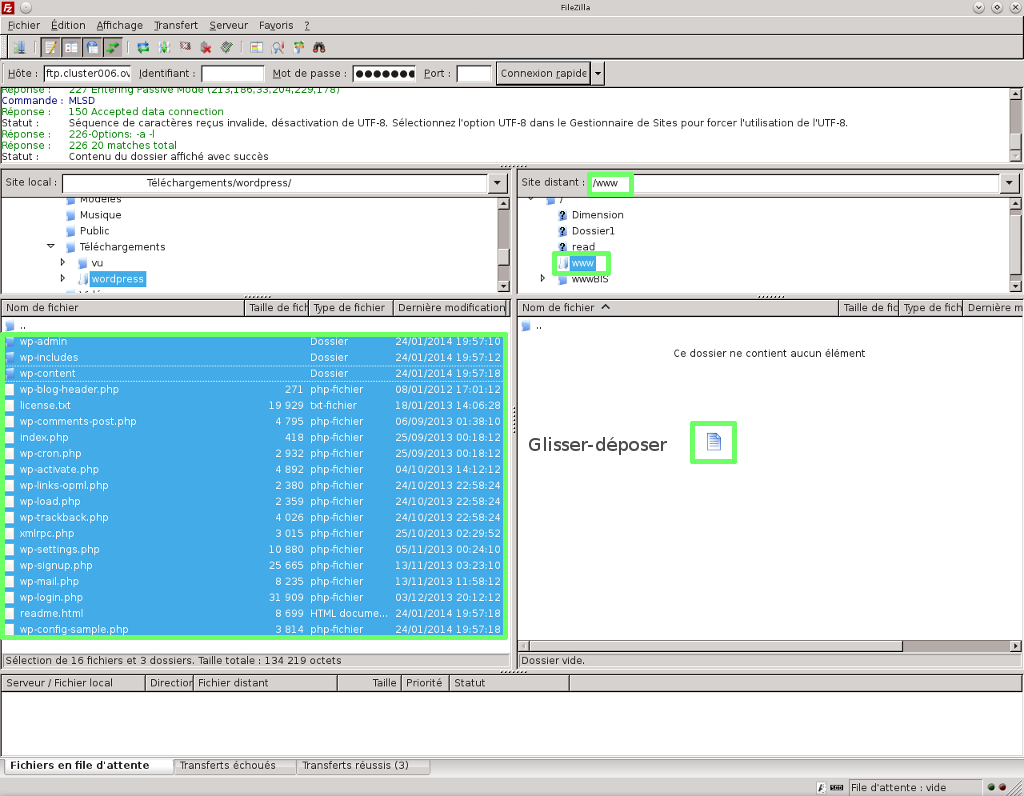 FileZilla
Fichier Édition Affichage Transfert Serveur Favoris ?
Hôte : ftp.cluster006.ov Identifiant : Mot de passe : ●●●●●●● Port : Connexion rapide
Réponse : 227 Entering Passive Mode (213,186,33,204,229,178)
Commande : MLSD
Réponse : 150 Accepted data connection
Statut : Séquence de caractères reçus invalide, désactivation de UTF-8. Sélectionnez l'option UTF-8 dans le Gestionnaire de Sites pour forcer l'utilisation de l'UTF-8.
Réponse : 226-Options: -a -l
Réponse : 226 20 matches total
Statut : Contenu du dossier affiché avec succès
Site local : Téléchargements/wordpress/
Modèles
Musique
Public
Téléchargements
vu
wordpress
Site distant : /www
/
Dimension
Dossier1
read
www
wwwBIS
Nom de fichier Taille de fich Type de fichier Dernière modification
..
wp-admin Dossier 24/01/2014 19:57:10
wp-includes Dossier 24/01/2014 19:57:12
wp-content Dossier 24/01/2014 19:57:18
wp-blog-header.php 271 php-fichier 08/01/2012 17:01:12
license.txt 19 929 txt-fichier 18/01/2013 14:06:28
wp-comments-post.php 4 795 php-fichier 06/09/2013 01:38:10
index.php 418 php-fichier 25/09/2013 00:18:12
wp-cron.php 2 932 php-fichier 25/09/2013 00:18:12
wp-activate.php 4 892 php-fichier 04/10/2013 14:12:12
wp-links-opml.php 2 380 php-fichier 24/10/2013 22:58:24
wp-load.php 2 359 php-fichier 24/10/2013 22:58:24
wp-trackback.php 4 026 php-fichier 24/10/2013 22:58:24
xmlrpc.php 3 015 php-fichier 25/10/2013 02:29:52
wp-settings.php 10 880 php-fichier 05/11/2013 00:24:10
wp-signup.php 25 665 php-fichier 13/11/2013 03:23:10
wp-mail.php 8 235 php-fichier 13/11/2013 11:58:12
wp-login.php 31 909 php-fichier 03/12/2013 20:12:12
readme.html 8 699 HTML docume... 24/01/2014 19:57:18
wp-config-sample.php 3 814 php-fichier 24/01/2014 19:57:18
Sélection de 16 fichiers et 3 dossiers. Taille totale : 134 219 octets
Nom de fichier Taille de fic Type de fich Dernière m
..
Ce dossier ne contient aucun élément
Glisser-déposer
Dossier vide.
Serveur / Fichier local Direction Fichier distant Taille Priorité Statut
Fichiers en file d'attente Transferts échoués Transferts réussis (3)
File d'attente : vide